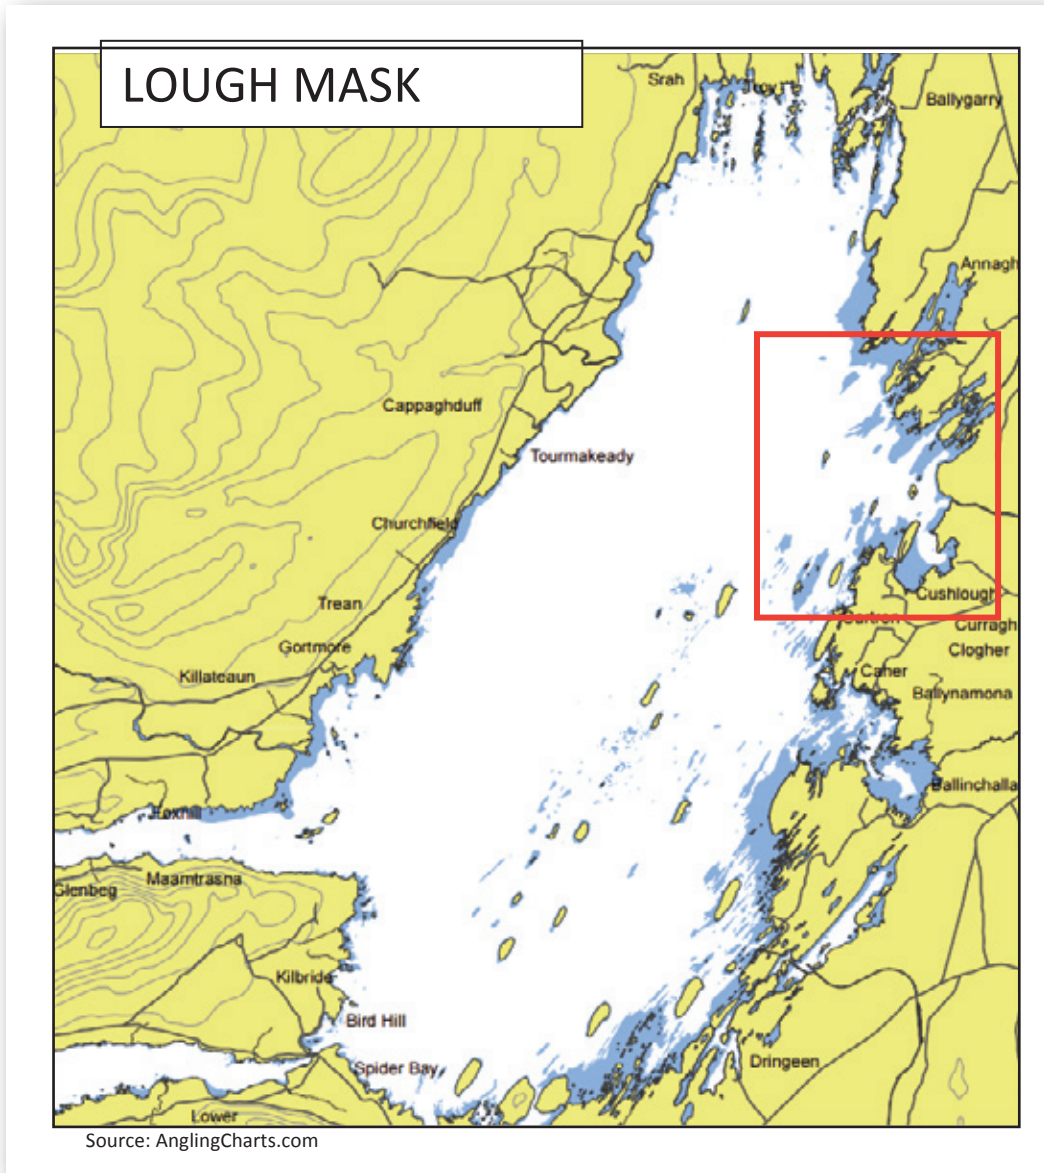 LOUGH MASK
Srah
Ballygarry
Annagh
Cappaghduff
Tourmakeady
Churchfield
Cushlough
Trean
Curragh
Gortmore
Clogher
Caher
Killateaun
Ballynamona
Ballinchalla
Maamtrasna
Glenbeg
Kilbride
Bird Hill
Dringeen
Spider Bay
Lower
Source: AnglingCharts.com